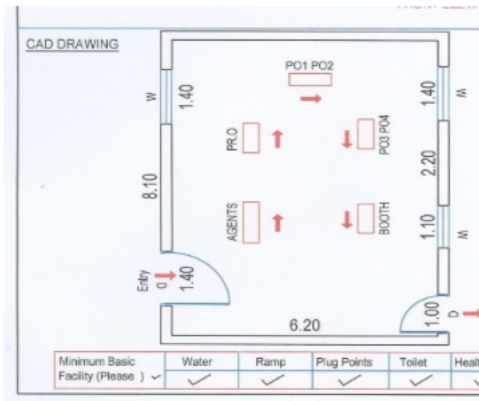 CAD DRAWING
PO1 PO2
W
1.40
1.40
W
PR.O
PO3 PO4
8.10
2.20
AGENTS
BOOTH
1.10
W
Entry
D
1.40
6.20
1.00
D
Minimum Basic Facility (Please ) ✓
Water
Ramp
Plug Points
Toilet
Healt